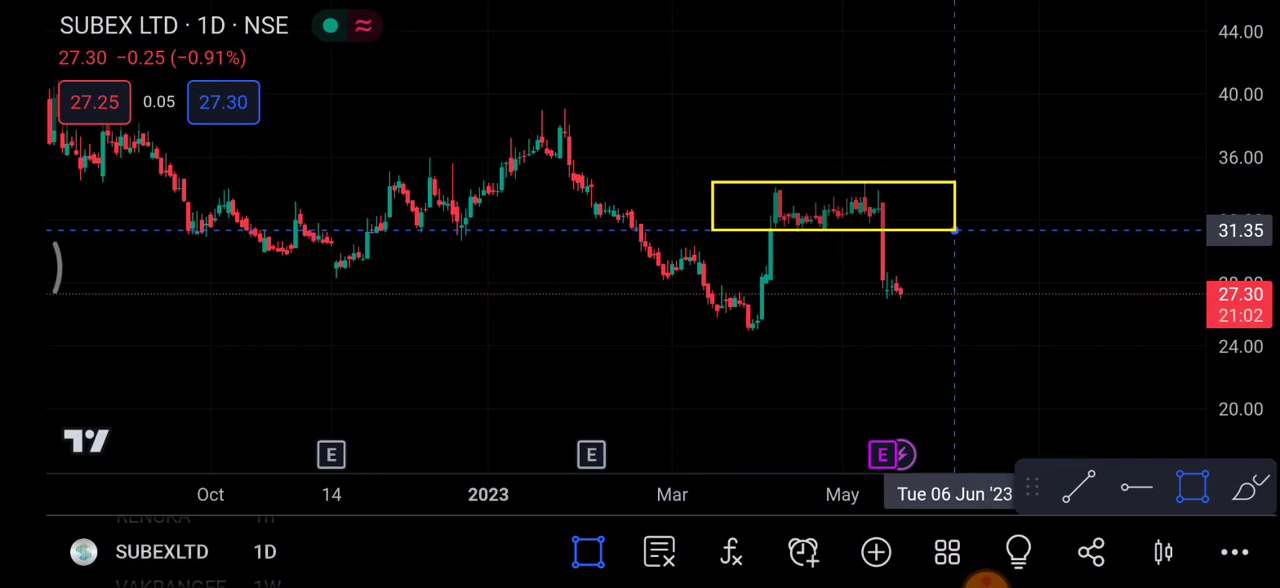 SUBEX LTD · 1D · NSE
27.30 −0.25 (−0.91%)
27.25 0.05 27.30
44.00
40.00
36.00
31.35
27.30
21:02
24.00
20.00
E E E
Oct 14 2023 Mar May Tue 06 Jun '23
SUBEXLTD 1D
VAKRANGEE 1W